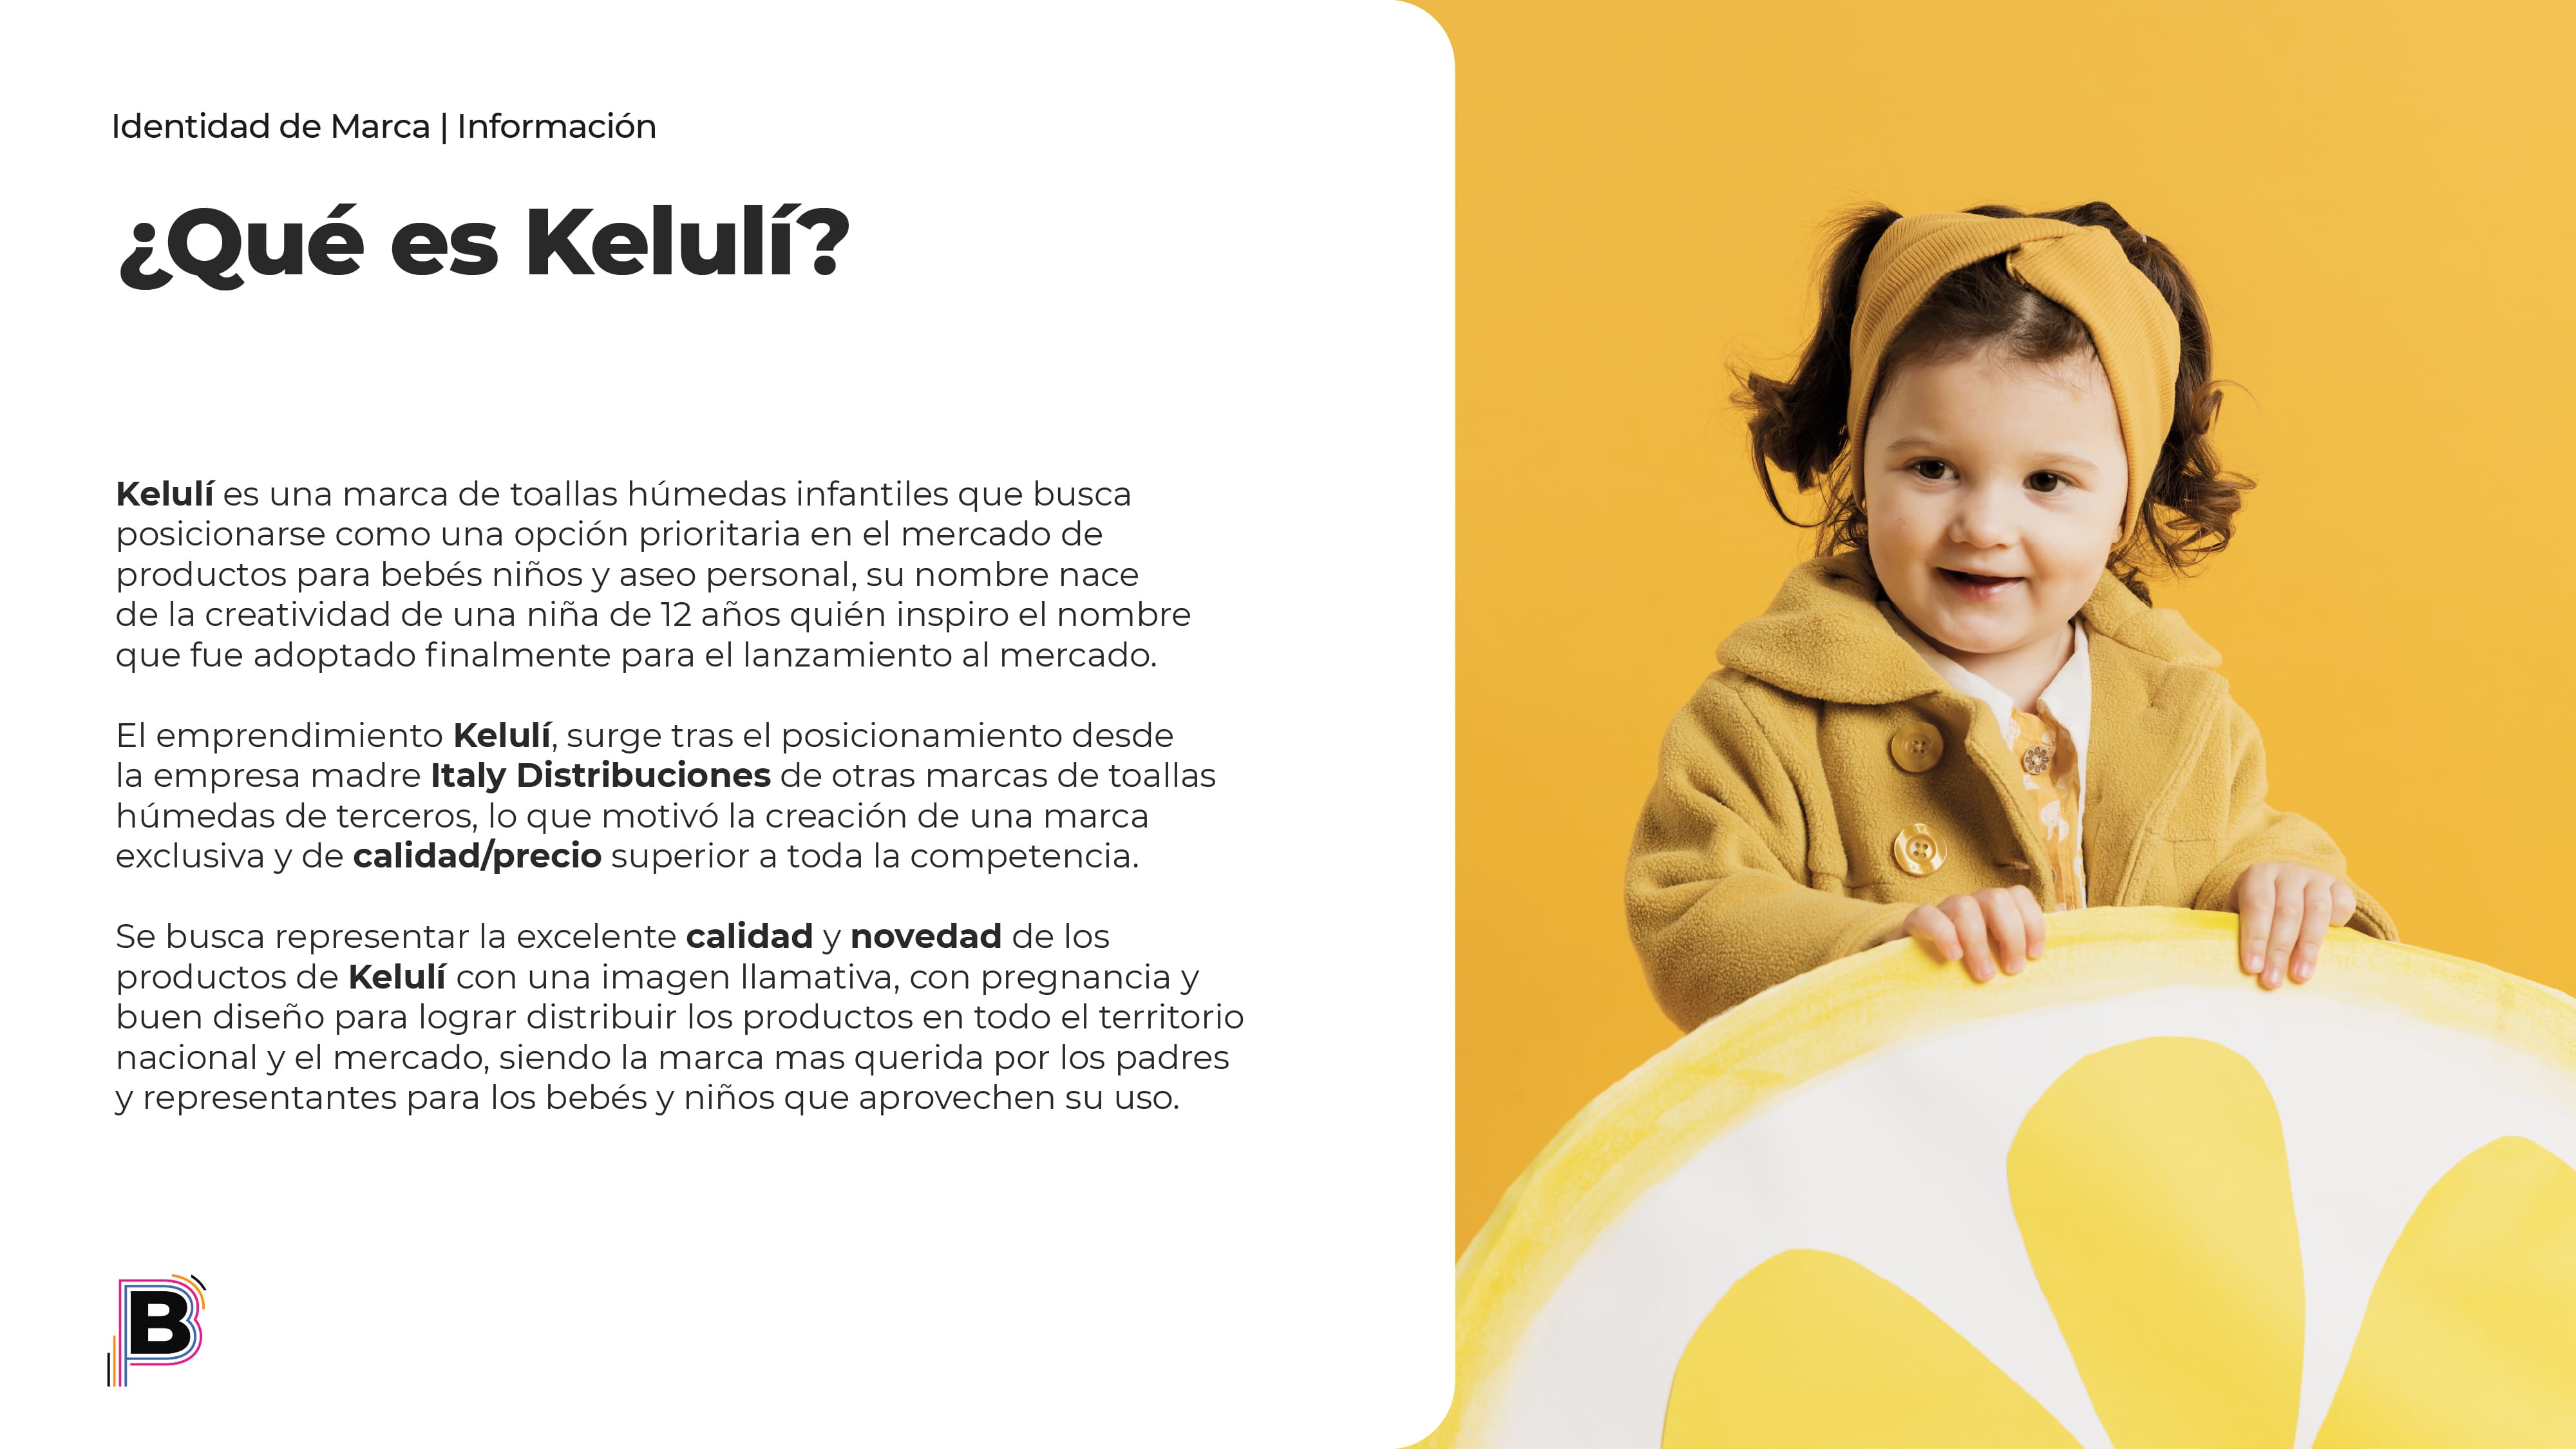 Identidad de Marca | Información
¿Qué es Kelulí?
Kelulí es una marca de toallas húmedas infantiles que busca
posicionarse como una opción prioritaria en el mercado de
productos para bebés niños y aseo personal, su nombre nace
de la creatividad de una niña de 12 años quién inspiro el nombre
que fue adoptado finalmente para el lanzamiento al mercado.
El emprendimiento Kelulí, surge tras el posicionamiento desde
la empresa madre Italy Distribuciones de otras marcas de toallas
húmedas de terceros, lo que motivó la creación de una marca
exclusiva y de calidad/precio superior a toda la competencia.
Se busca representar la excelente calidad y novedad de los
productos de Kelulí con una imagen llamativa, con pregnancia y
buen diseño para lograr distribuir los productos en todo el territorio
nacional y el mercado, siendo la marca mas querida por los padres
y representantes para los bebés y niños que aprovechen su uso.
B